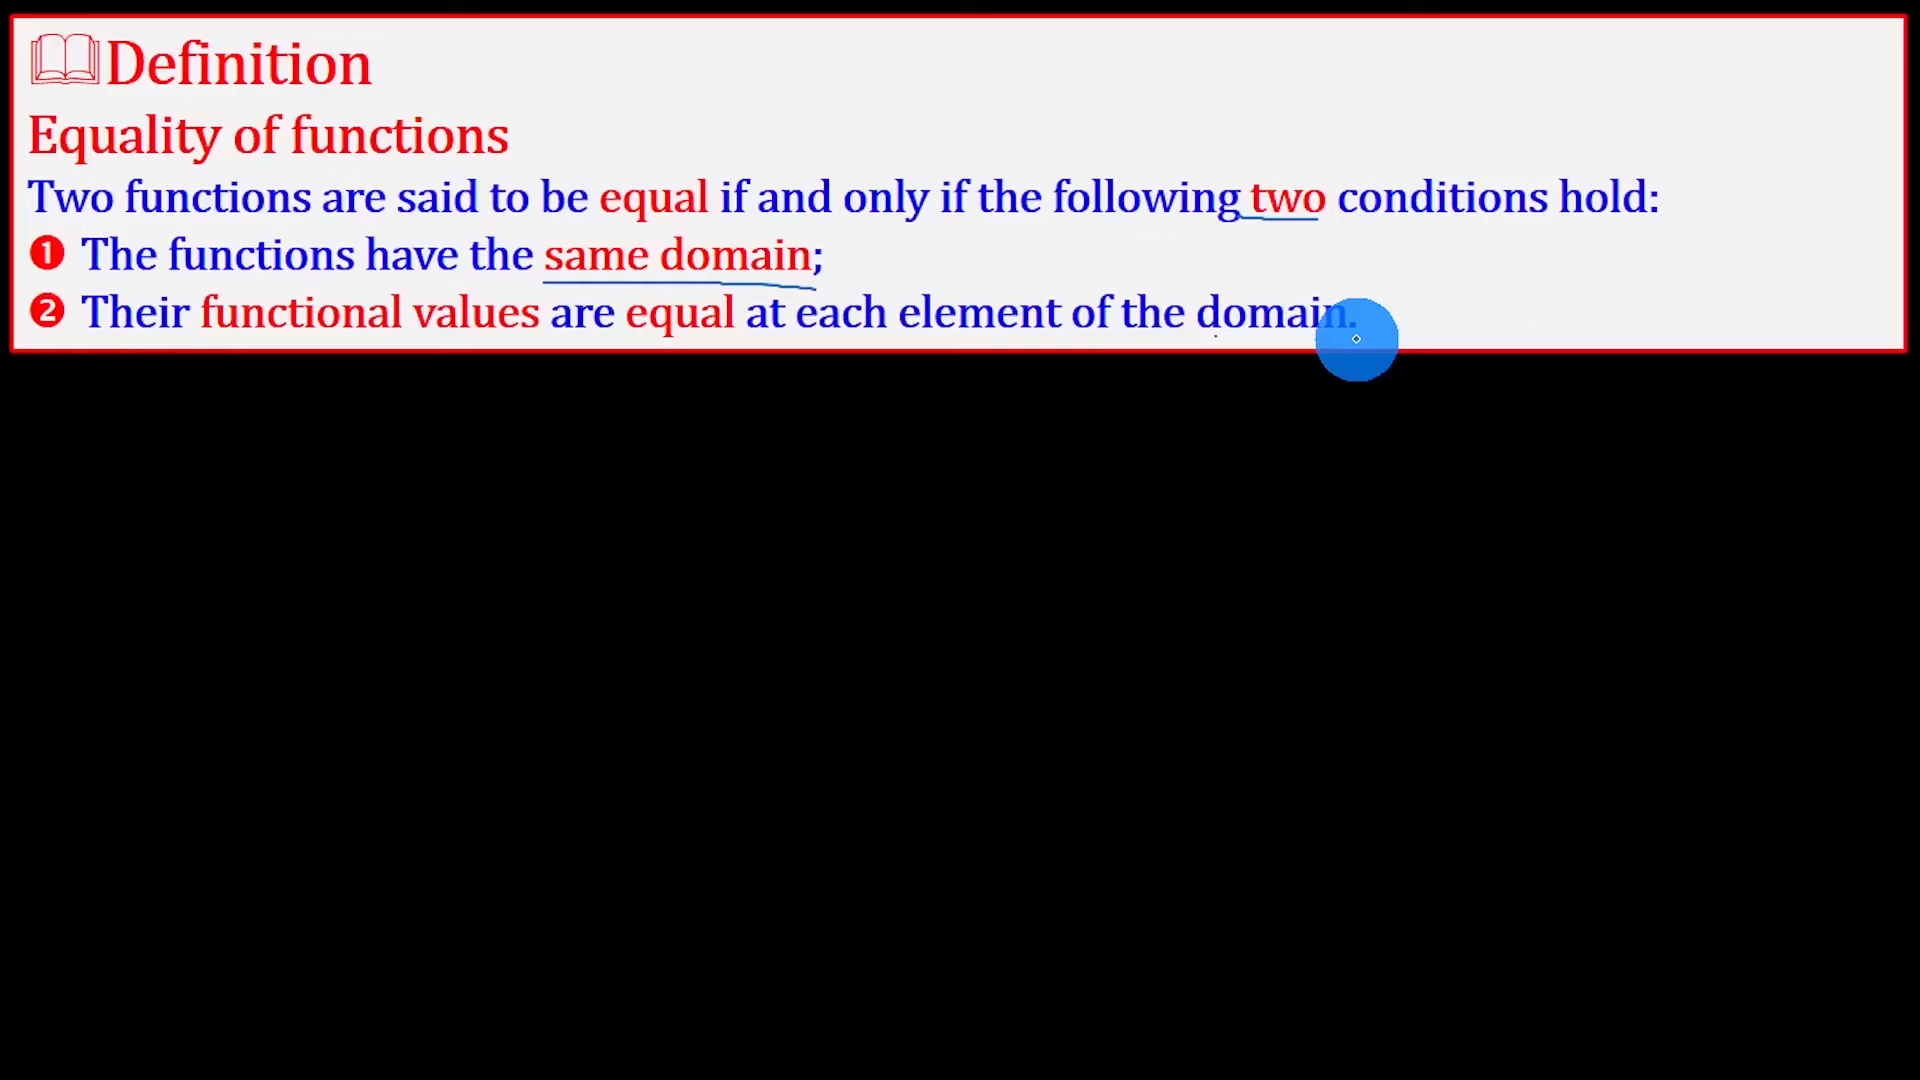 Definition
Equality of functions
Two functions are said to be equal if and only if the following two conditions hold:
❶ The functions have the same domain;
❷ Their functional values are equal at each element of the domain.